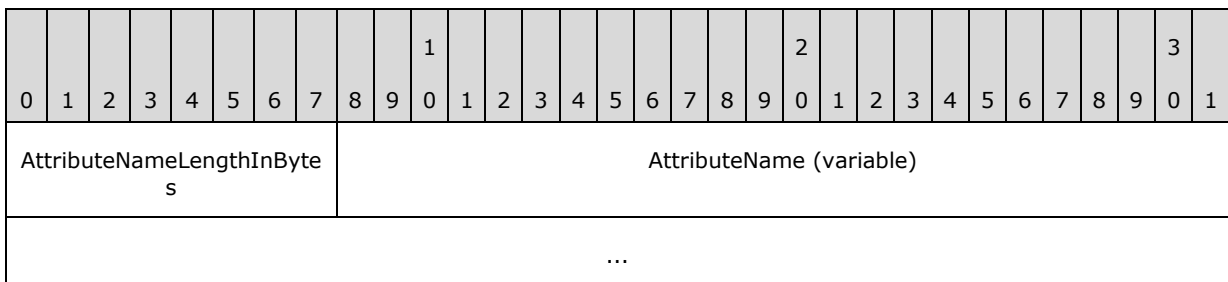 1 2 3
0 1 2 3 4 5 6 7 8 9 0 1 2 3 4 5 6 7 8 9 0 1 2 3 4 5 6 7 8 9 0 1
AttributeNameLengthInByte
s
AttributeName (variable)
...